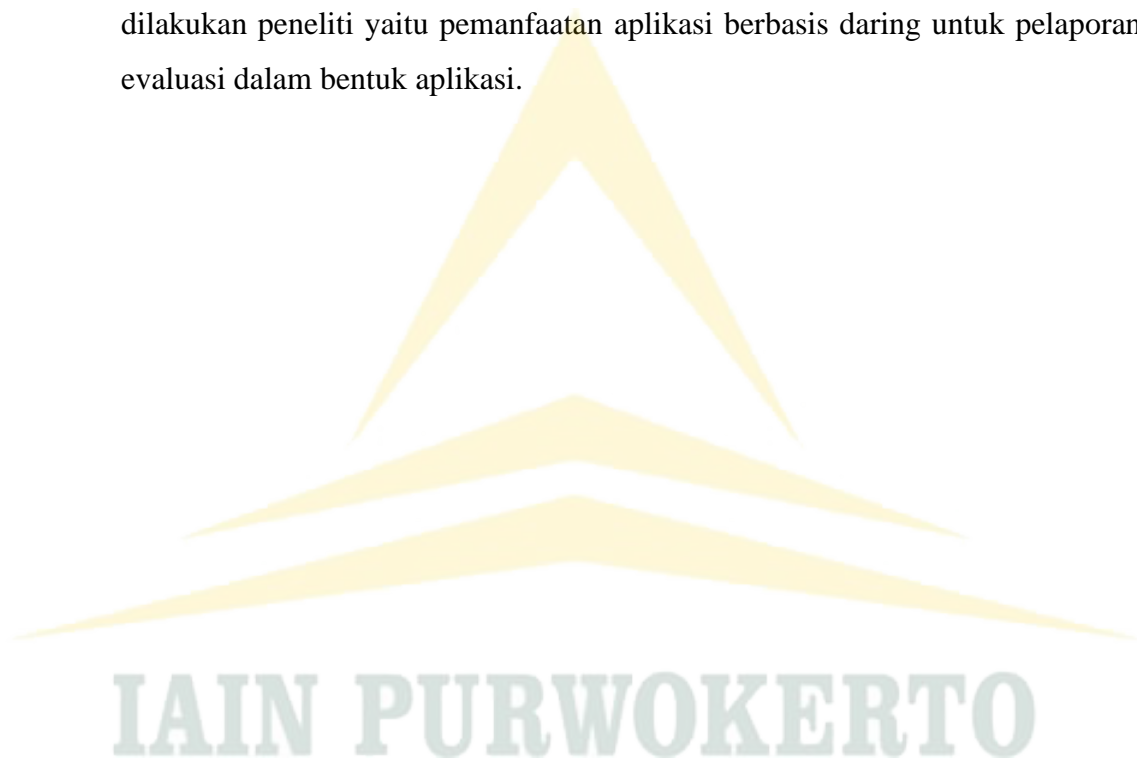 dilakukan peneliti yaitu pemanfaatan aplikasi berbasis daring untuk pelaporan
evaluasi dalam bentuk aplikasi.
IAIN PURWOKERTO